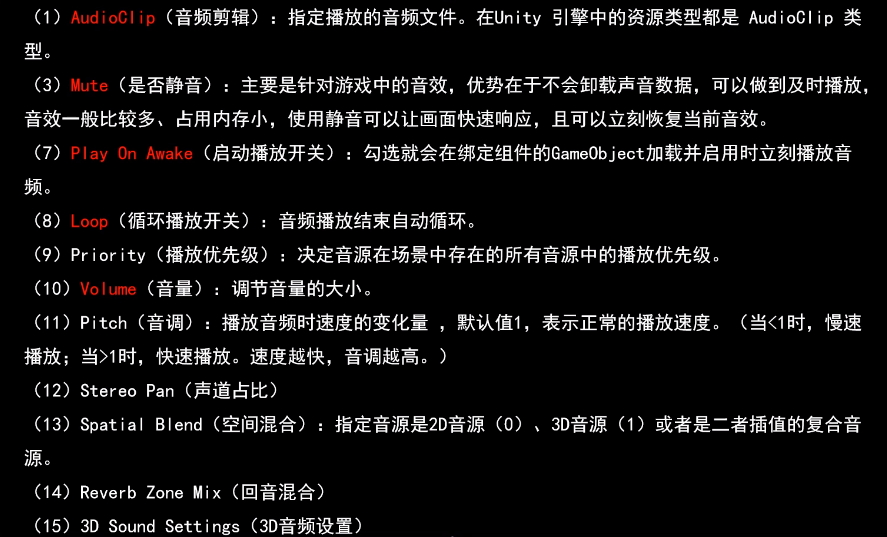 （1）AudioClip（音频剪辑）：指定播放的音频文件。在Unity 引擎中的资源类型都是 AudioClip 类
型。
（3）Mute（是否静音）：主要是针对游戏中的音效，优势在于不会卸载声音数据，可以做到及时播放，
音效一般比较多、占用内存小，使用静音可以让画面快速响应，且可以立刻恢复当前音效。
（7）Play On Awake（启动播放开关）：勾选就会在绑定组件的GameObject加载并启用时立刻播放音
频。
（8）Loop（循环播放开关）：音频播放结束自动循环。
（9）Priority（播放优先级）：决定音源在场景中存在的所有音源中的播放优先级。
（10）Volume（音量）：调节音量的大小。
（11）Pitch（音调）：播放音频时速度的变化量 ，默认值1，表示正常的播放速度。（当<1时，慢速
播放；当>1时，快速播放。速度越快，音调越高。）
（12）Stereo Pan（声道占比）
（13）Spatial Blend（空间混合）：指定音源是2D音源（0）、3D音源（1）或者是二者插值的复合音
源。
（14）Reverb Zone Mix（回音混合）
（15）3D Sound Settings（3D音频设置）